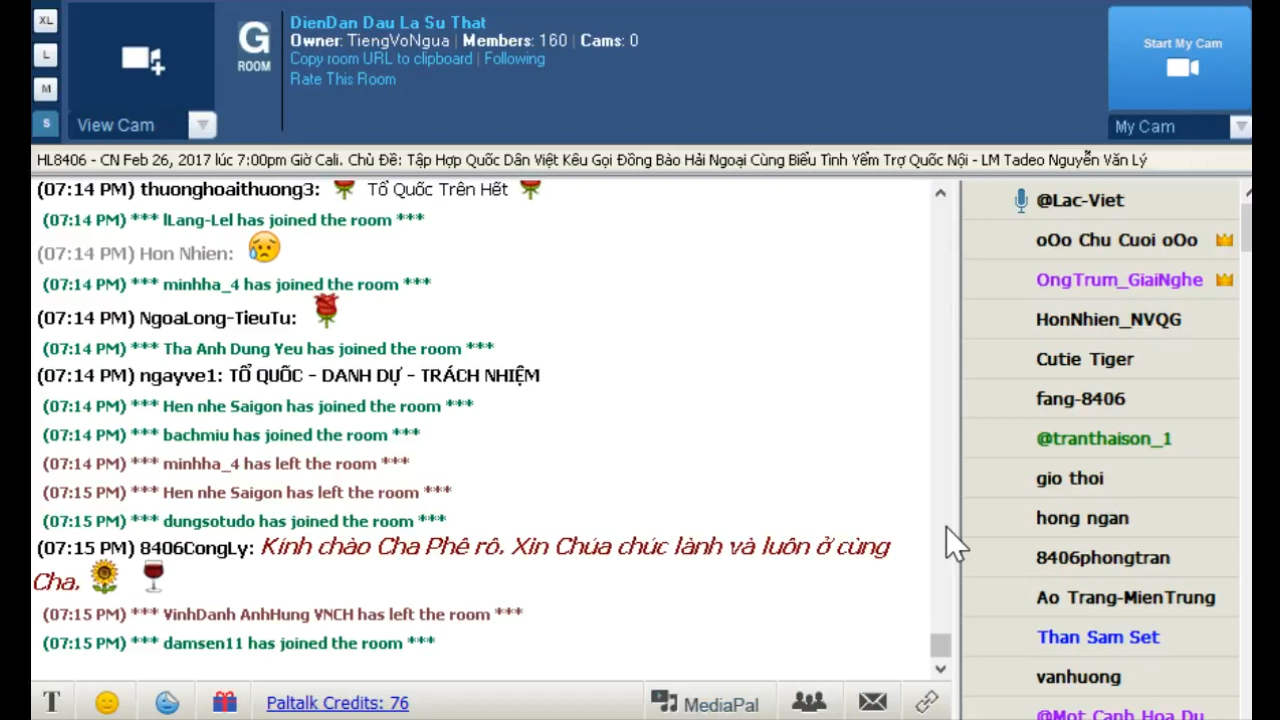 XL
L
M
S
View Cam
G
ROOM
DienDan Dau La Su That
Owner: TiengVoNgua | Members: 160 | Cams: 0
Copy room URL to clipboard | Following
Rate This Room
Start My Cam
My Cam
HL8406 - CN Feb 26, 2017 lúc 7:00pm Giờ Cali. Chủ Đề: Tập Hợp Quốc Dân Việt Kêu Gọi Đồng Bào Hải Ngoại Cùng Biểu Tình Yểm Trợ Quốc Nội - LM Tadeo Nguyễn Văn Lý
(07:14 PM) thuonghoaithuong3: Tổ Quốc Trên Hết
(07:14 PM) *** lLang-Lel has joined the room ***
(07:14 PM) Hon Nhien:
(07:14 PM) *** minhha_4 has joined the room ***
(07:14 PM) NgoaLong-TieuTu:
(07:14 PM) *** Tha Anh Dung Yeu has joined the room ***
(07:14 PM) ngayve1: TỔ QUỐC - DANH DỰ - TRÁCH NHIỆM
(07:14 PM) *** Hen nhe Saigon has joined the room ***
(07:14 PM) *** bachmiu has joined the room ***
(07:14 PM) *** minhha_4 has left the room ***
(07:15 PM) *** Hen nhe Saigon has left the room ***
(07:15 PM) *** dungsotudo has joined the room ***
(07:15 PM) 8406CongLy: Kính chào Cha Phê rô. Xin Chúa chúc lành và luôn ở cùng
Cha.
(07:15 PM) *** VinhDanh AnhHung VNCH has left the room ***
(07:15 PM) *** damsen11 has joined the room ***
@Lac-Viet
oOo Chu Cuoi oOo
OngTrum_GiaiNghe
HonNhien_NVQG
Cutie Tiger
fang-8406
@tranthaison_1
gio thoi
hong ngan
8406phongtran
Ao Trang-MienTrung
Than Sam Set
vanhuong
@Mot Canh Hoa Du
T
Paltalk Credits: 76
MediaPal